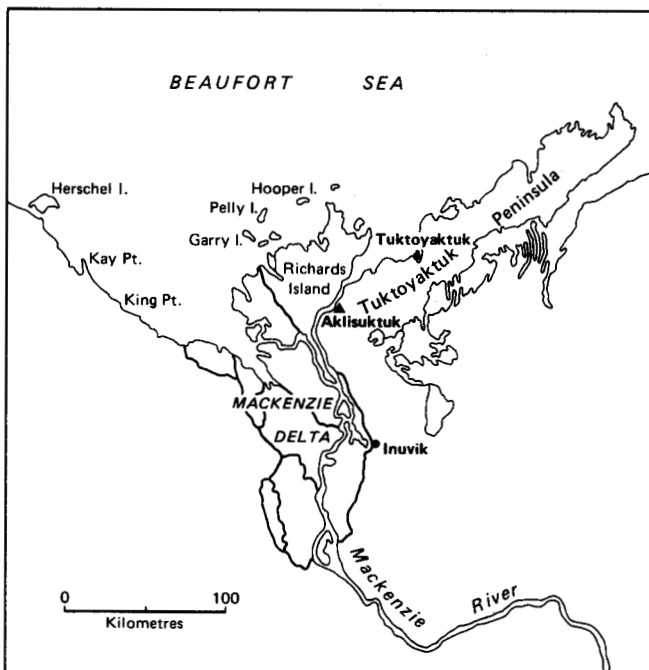 BEAUFORT SEA
Herschel I.
Hooper I.
Pelly I.
Garry I.
Kay Pt.
King Pt.
Richards
Island
Tuktoyaktuk
Peninsula
Tuktoyaktuk
Aklisuktuk
MACKENZIE
DELTA
Inuvik
Mackenzie
River
0 100
Kilometres